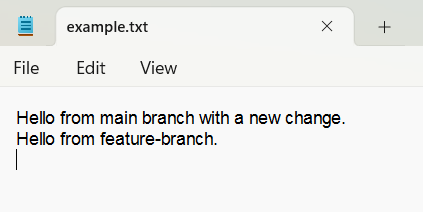 example.txt
File Edit View
Hello from main branch with a new change.
Hello from feature-branch.